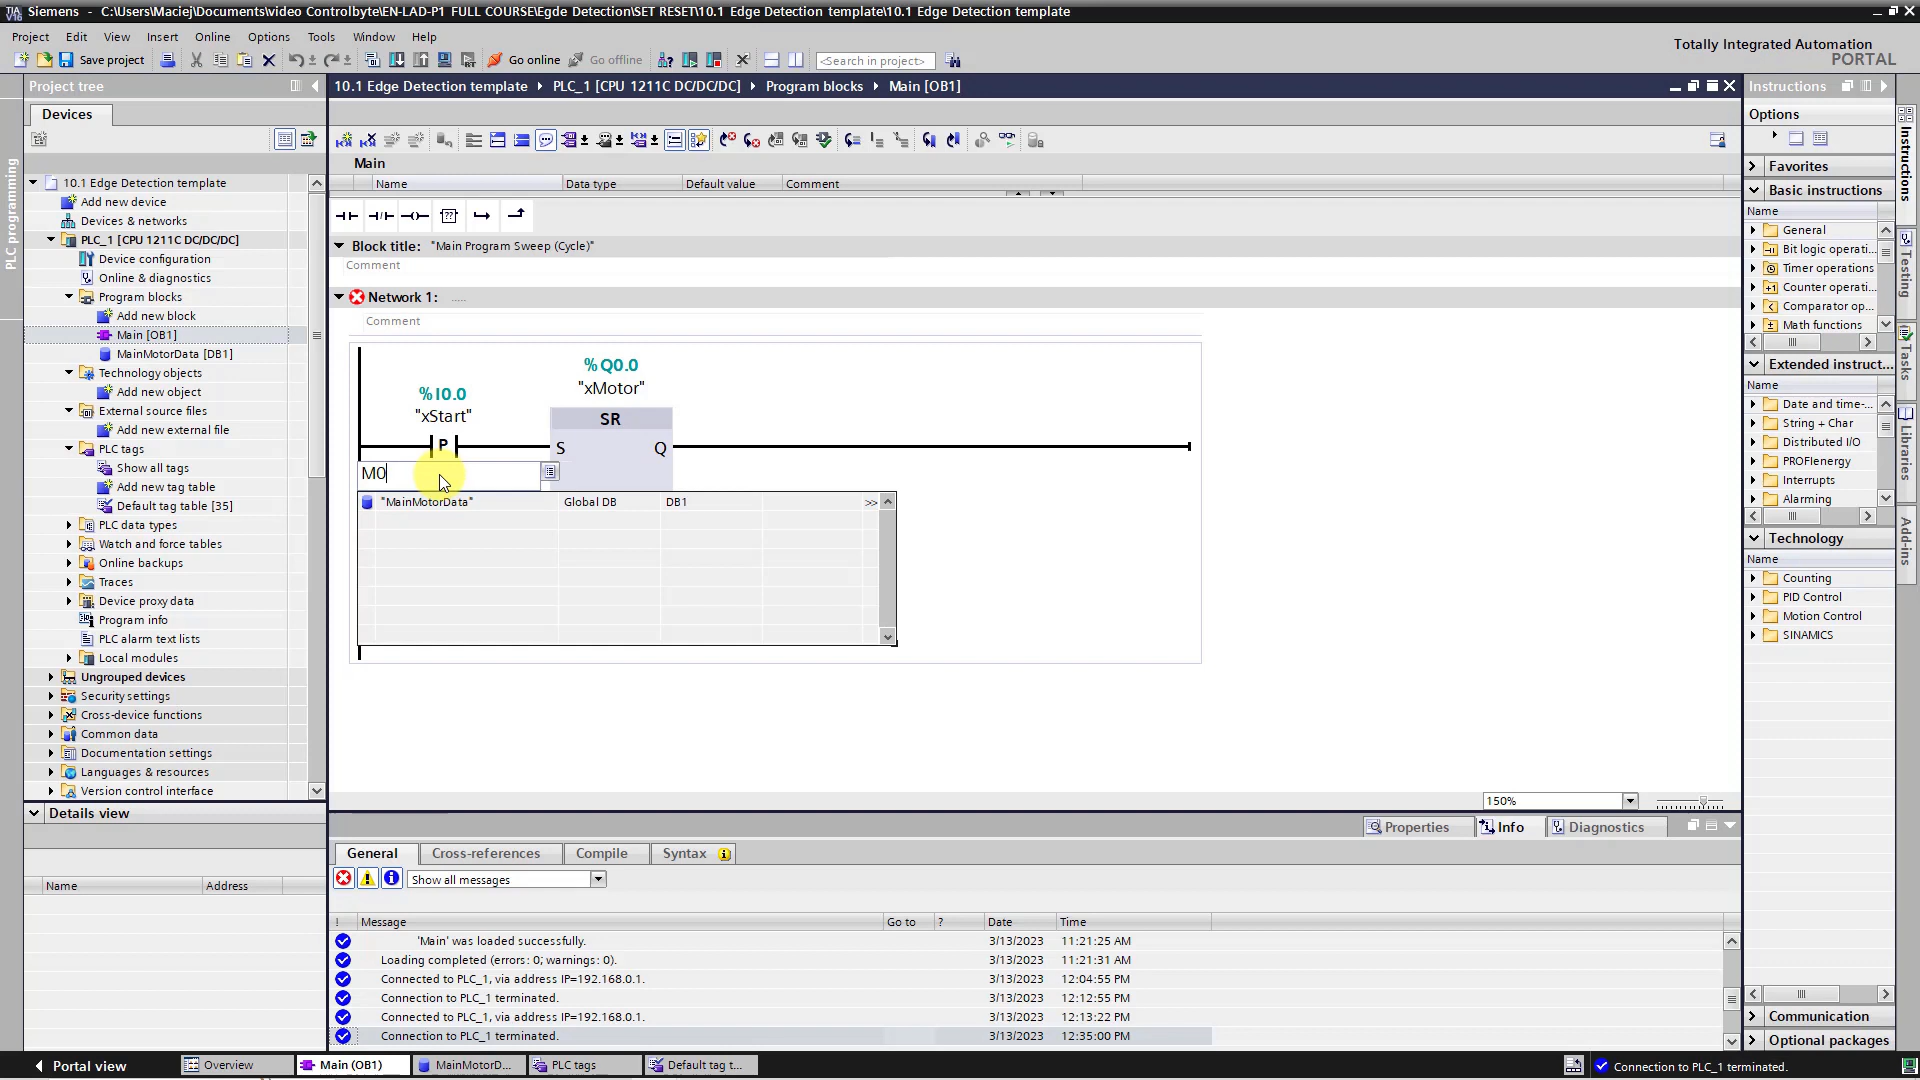 Siemens - C:\Users\Maciej\Documents\video Controlbyte\EN-LAD-P1 FULL COURSE\Egde Detection\SET RESET\10.1 Edge Detection template\10.1 Edge Detection template
Project Edit View Insert Online Options Tools Window Help
Totally Integrated Automation
PORTAL
Save project Go online Go offline <Search in project>
Project tree
10.1 Edge Detection template PLC_1 [CPU 1211C DC/DC/DC] Program blocks Main [OB1]
Instructions
Devices
Options
PLC programming
Main
Name Data type Default value Comment
Favorites
Basic instructions
Name
General
Bit logic operati...
Timer operations
Counter operati...
Comparator op...
Math functions
Extended instruct...
Name
Date and time-...
String + Char
Distributed I/O
PROFIenergy
Interrupts
Alarming
Technology
Name
Counting
PID Control
Motion Control
SINAMICS
Communication
Optional packages
Instructions
Testing
Tasks
Libraries
Add-ins
10.1 Edge Detection template
Add new device
Devices & networks
PLC_1 [CPU 1211C DC/DC/DC]
Device configuration
Online & diagnostics
Program blocks
Add new block
Main [OB1]
MainMotorData [DB1]
Technology objects
Add new object
External source files
Add new external file
PLC tags
Show all tags
Add new tag table
Default tag table [35]
PLC data types
Watch and force tables
Online backups
Traces
Device proxy data
Program info
PLC alarm text lists
Local modules
Ungrouped devices
Security settings
Cross-device functions
Common data
Documentation settings
Languages & resources
Version control interface
Details view
Name Address
??
Block title: "Main Program Sweep (Cycle)"
Comment
Network 1: .....
Comment
%Q0.0
"xMotor"
%I0.0
"xStart"
SR
P
S Q
M0
"MainMotorData" Global DB DB1 >>
150%
Properties Info Diagnostics
General Cross-references Compile Syntax
Show all messages
! Message Go to ? Date Time
'Main' was loaded successfully. 3/13/2023 11:21:25 AM
Loading completed (errors: 0; warnings: 0). 3/13/2023 11:21:31 AM
Connected to PLC_1, via address IP=192.168.0.1. 3/13/2023 12:04:55 PM
Connection to PLC_1 terminated. 3/13/2023 12:12:55 PM
Connected to PLC_1, via address IP=192.168.0.1. 3/13/2023 12:13:22 PM
Connection to PLC_1 terminated. 3/13/2023 12:35:00 PM
Portal view Overview Main (OB1) MainMotorD... PLC tags Default tag t... Connection to PLC_1 terminated.